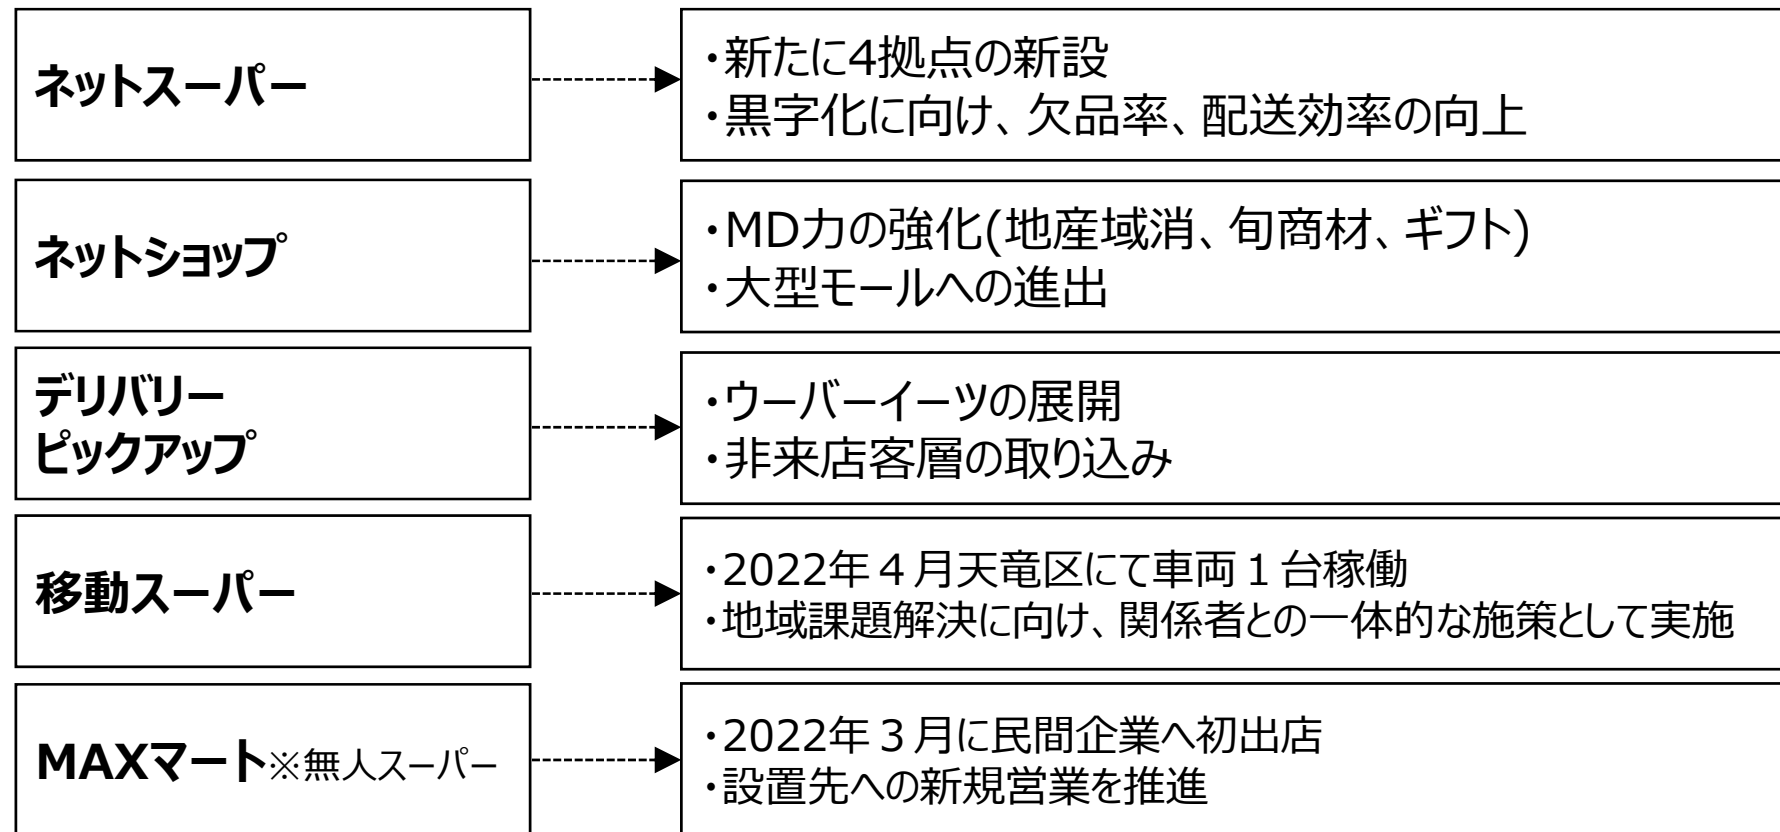 ネットスーパー
・新たに4拠点の新設
・黒字化に向け、欠品率、配送効率の向上
ネットショップ
・MD力の強化(地産域消、旬商材、ギフト)
・大型モールへの進出
デリバリー
ピックアップ
・ウーバーイーツの展開
・非来店客層の取り込み
移動スーパー
・2022年４月天竜区にて車両１台稼働
・地域課題解決に向け、関係者との一体的な施策として実施
MAXマート※無人スーパー
・2022年３月に民間企業へ初出店
・設置先への新規営業を推進